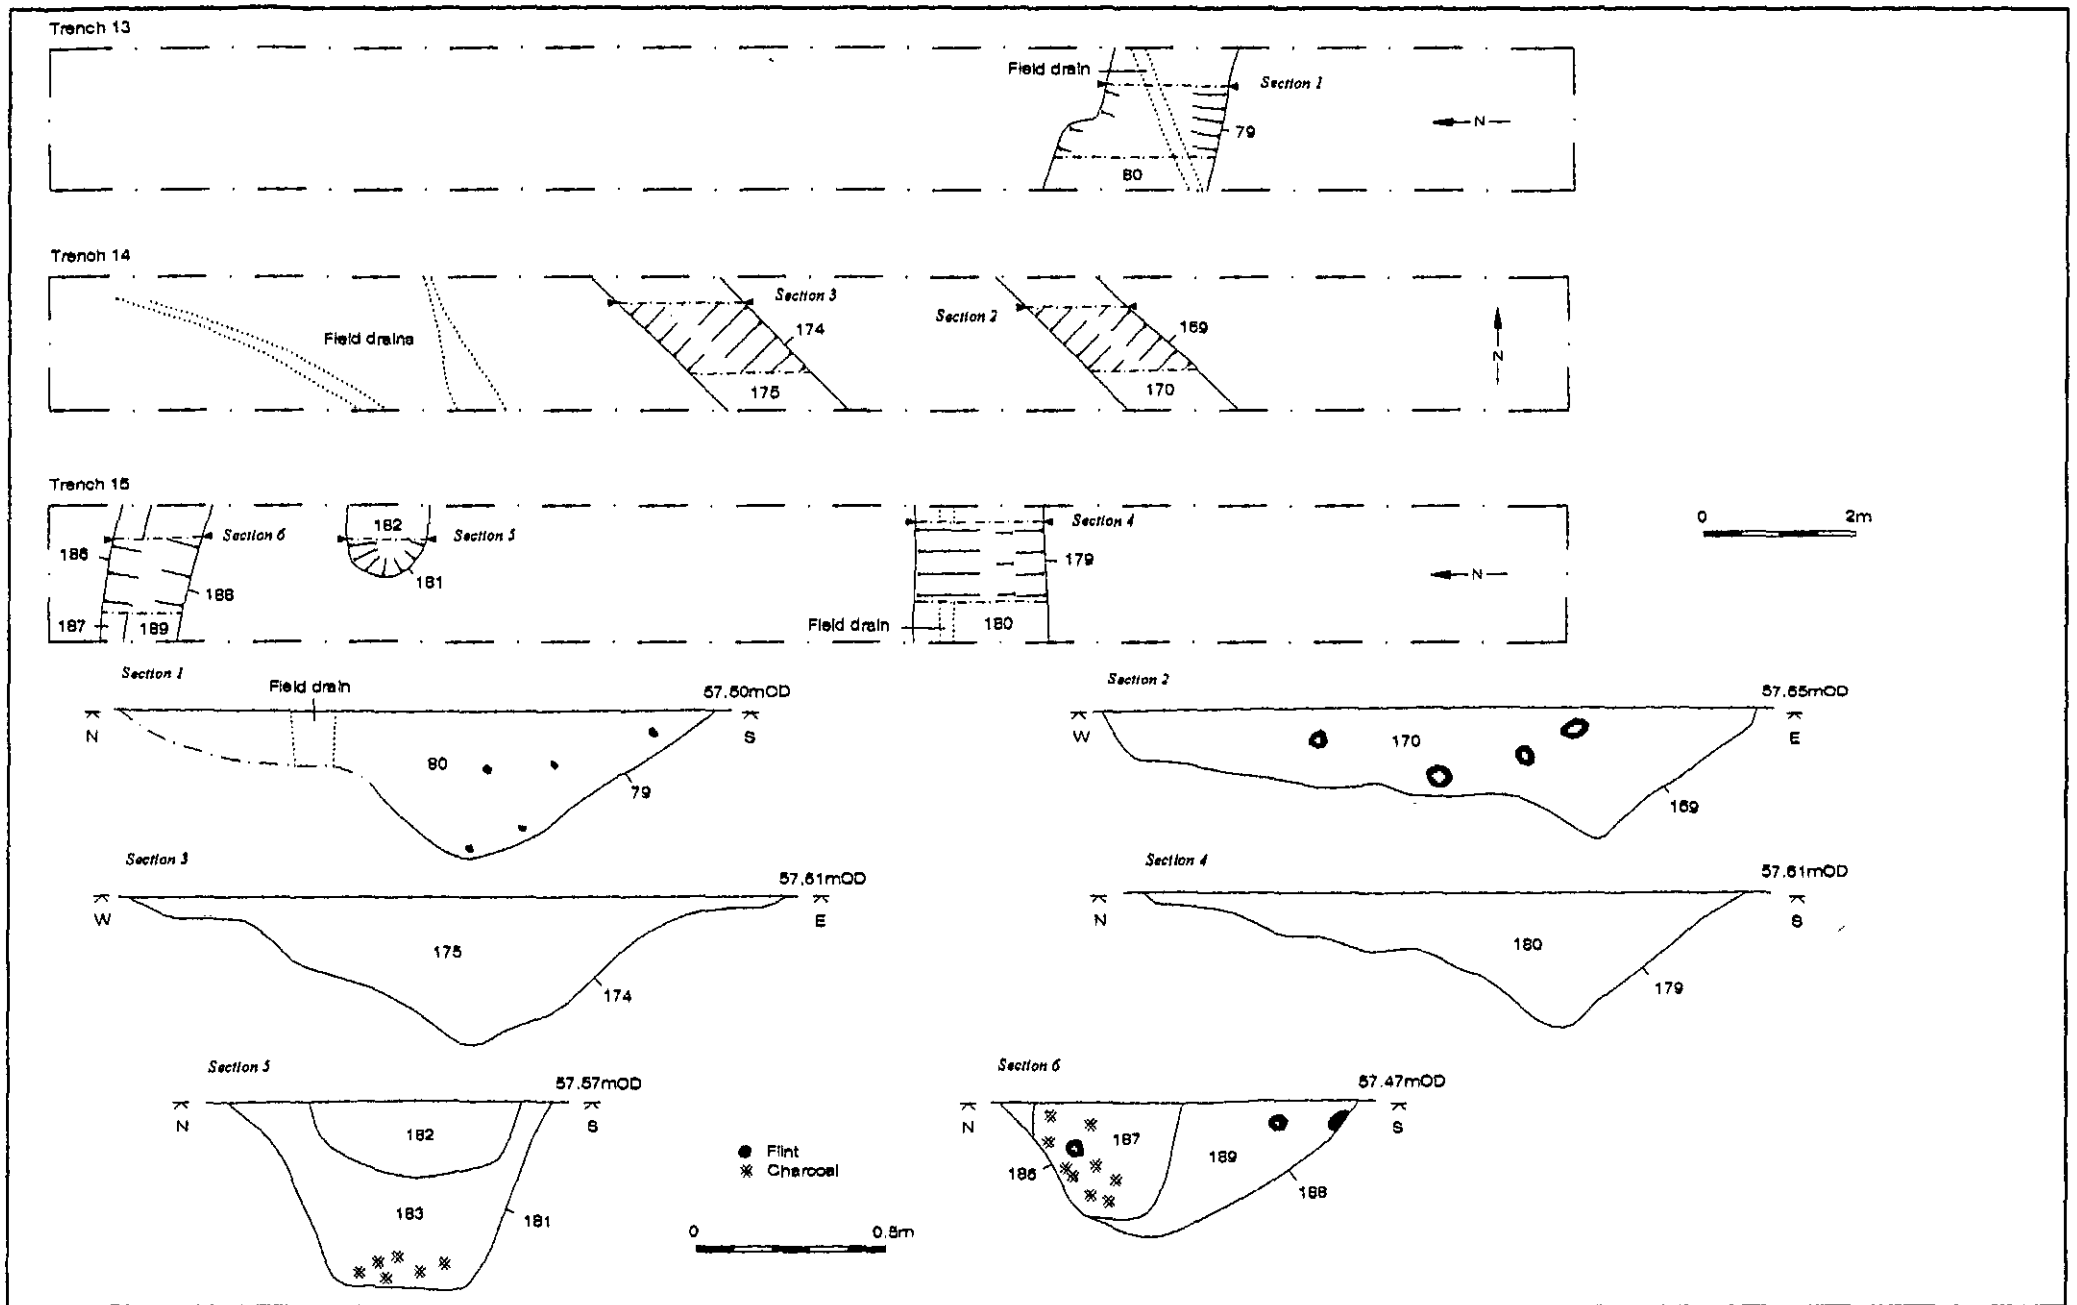 Trench 13
Field drain
Section 1
N
79
80
Trench 14
Section 3
Section 2
174
169
Field drains
N
175
170
Trench 15
182
Section 6
Section 5
Section 4
0 2m
186
179
181
N
188
187
189
Field drain
180
Section 1
Field drain
57.50mOD
N
S
80
79
Section 2
57.65mOD
W
E
170
169
Section 3
57.61mOD
W
E
175
174
Section 4
57.61mOD
N
S
180
179
Section 5
57.57mOD
N
S
182
183
181
Flint
Charcoal
0 0.5m
Section 6
57.47mOD
N
S
187
189
186
188